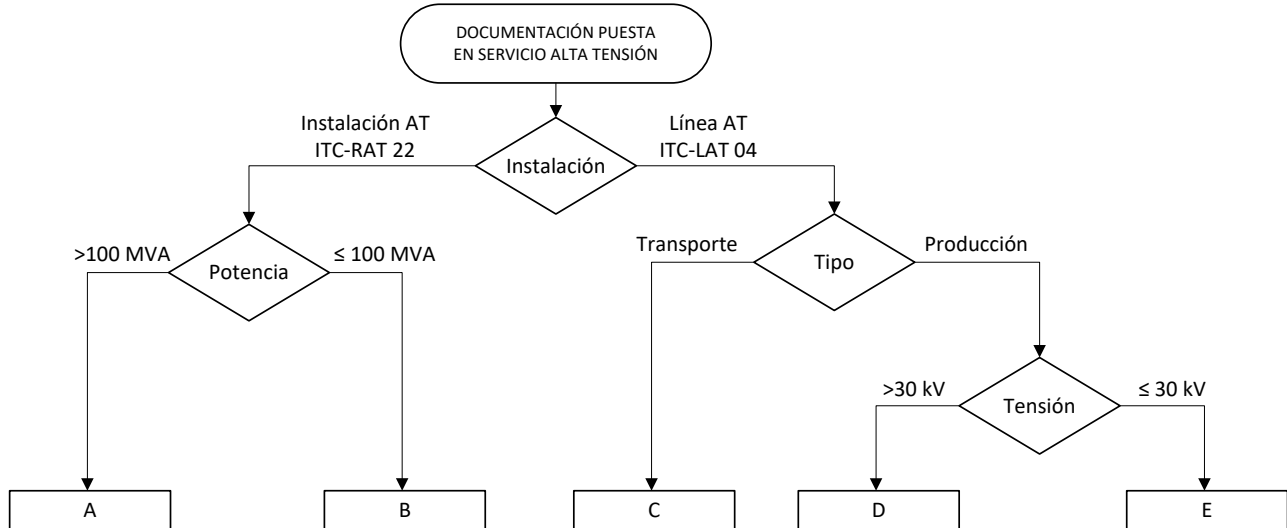 DOCUMENTACIÓN PUESTA
EN SERVICIO ALTA TENSIÓN
Instalación AT
ITC-RAT 22
Línea AT
ITC-LAT 04
Instalación
>100 MVA
Potencia
≤ 100 MVA
Transporte
Tipo
Producción
>30 kV
Tensión
≤ 30 kV
A
B
C
D
E